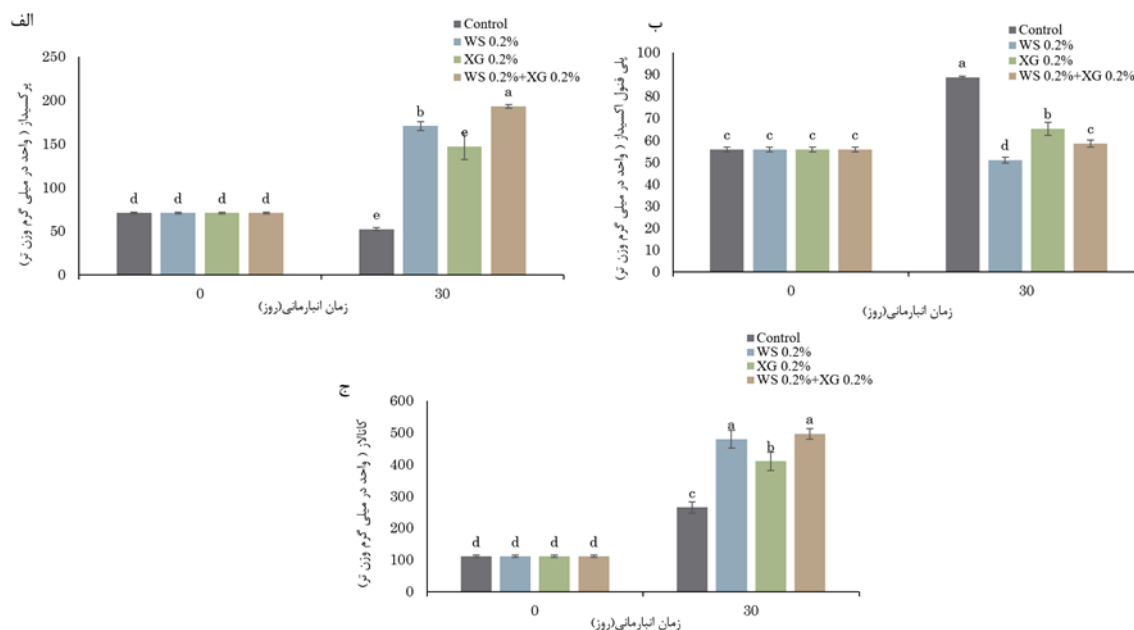 الف
Control
WS 0.2%
XG 0.2%
WS 0.2%+XG 0.2%
پرکسیداز ( واحد در میلی گرم وزن تر)
250
200
150
100
50
0
d d d d
e b e a
0 30
زمان انبارمانی(روز)
ب
Control
WS 0.2%
XG 0.2%
WS 0.2%+XG 0.2%
پلی فنول اکسیداز ( واحد در میلی گرم وزن تر)
100
90
80
70
60
50
40
30
20
10
0
c c c c
a d b c
0 30
زمان انبارمانی(روز)
ج
Control
WS 0.2%
XG 0.2%
WS 0.2%+XG 0.2%
کاتالاز ( واحد در میلی گرم وزن تر)
600
500
400
300
200
100
0
d d d d
c a b a
0 30
زمان انبارمانی(روز)